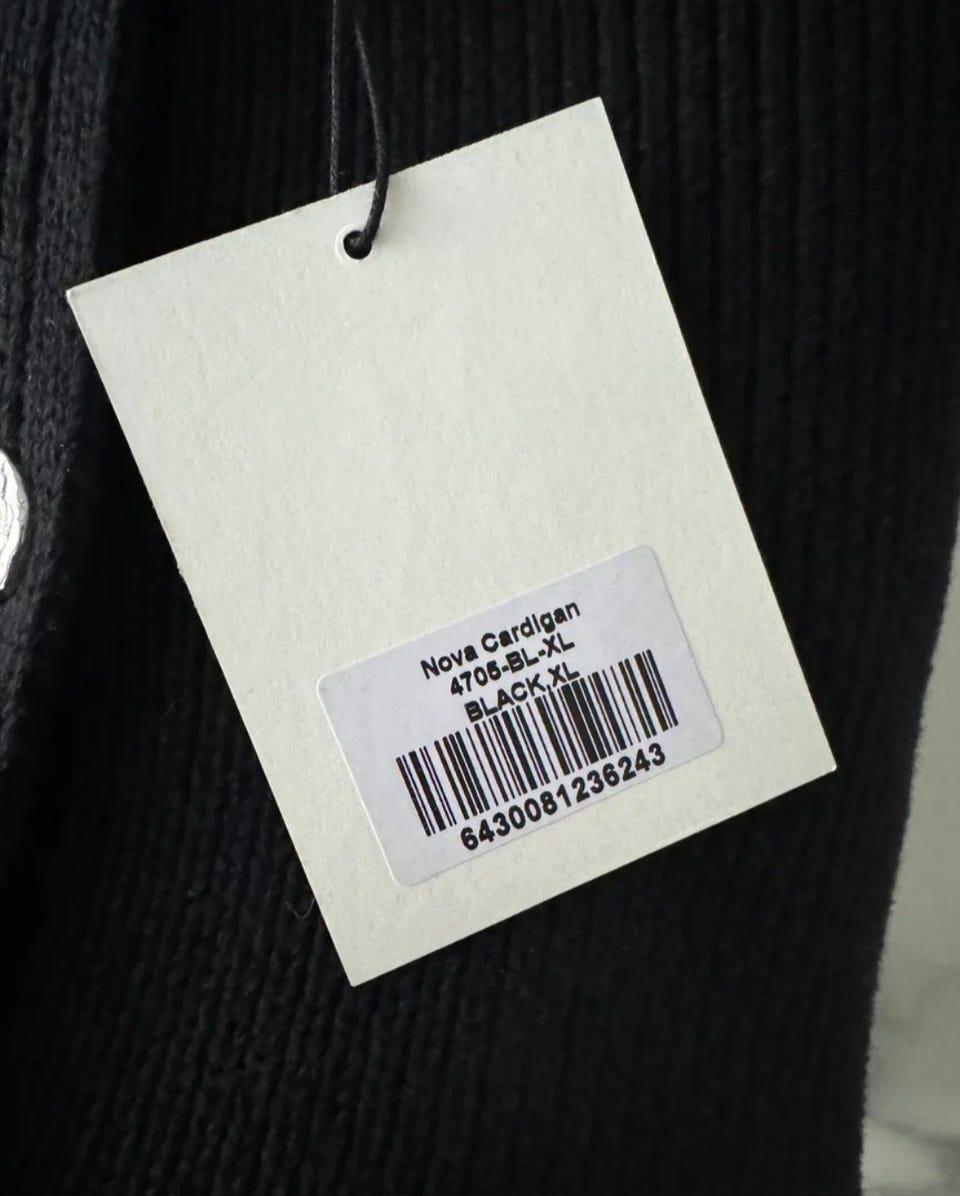 Nova Cardigan
4705-BL-XL
BLACK,XL
6430081236243